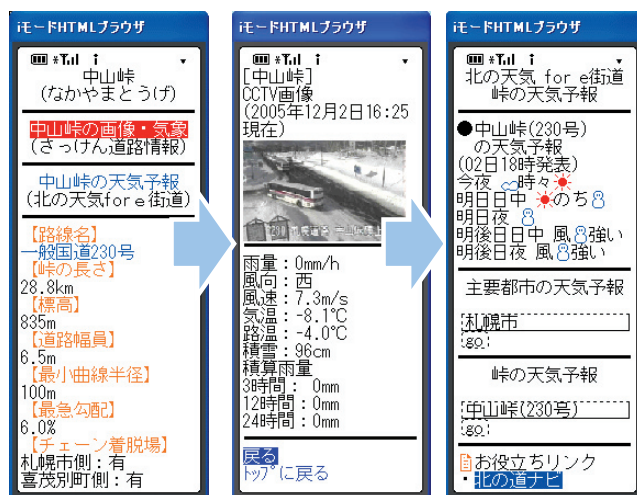 iモードHTMLブラウザ
中山峠
(なかやまとうげ)
中山峠の画像・気象
(さっけん道路情報)
中山峠の天気予報
(北の天気for e街道)
【路線名】
一般国道230号
【峠の長さ】
28.8km
【標高】
835m
【道路幅員】
6.5m
【最小曲線半径】
100m
【最急勾配】
6.0%
【チェーン着脱場】
札幌市側:有
喜茂別町側:有
iモードHTMLブラウザ
[中山峠]
CCTV画像
(2005年12月2日16:25
現在)
雨量:0mm/h
風向:西
風速:7.3m/s
気温:-8.1℃
路温:-4.0℃
積雪:96cm
積算雨量
3時間: 0mm
12時間: 0mm
24時間: 0mm
戻る
トップに戻る
iモードHTMLブラウザ
北の天気 for e街道
峠の天気予報
●中山峠(230号)
の天気予報
(02日18時発表)
今夜 時々
明日日中 のち
明日夜
明後日日中 風 強い
明後日夜 風 強い
主要都市の天気予報
札幌市
go
峠の天気予報
中山峠(230号)
go
お役立ちリンク
・北の道ナビ